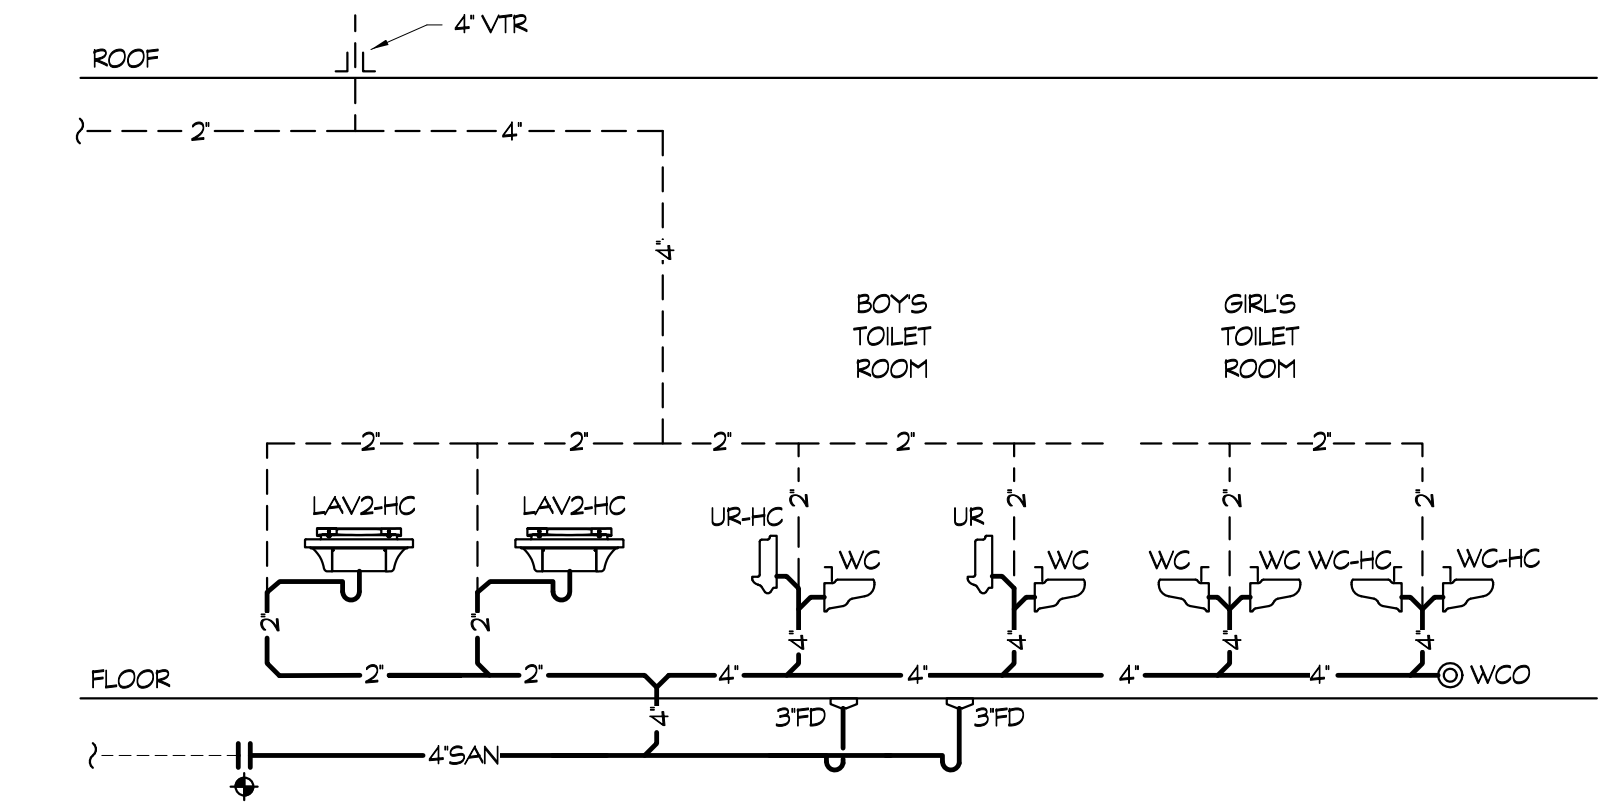 4" VTR
ROOF
2"
4"
4"
BOY'S
TOILET
ROOM
GIRL'S
TOILET
ROOM
2"
2"
2"
2"
2"
LAV2-HC
LAV2-HC
UR-HC
2"
WC
UR
2"
WC
WC
2"
WC
WC-HC
2"
WC-HC
2"
2"
4"
4"
4"
4"
FLOOR
2"
2"
4"
4"
4"
4"
WCO
4"
3"FD
3"FD
4"SAN